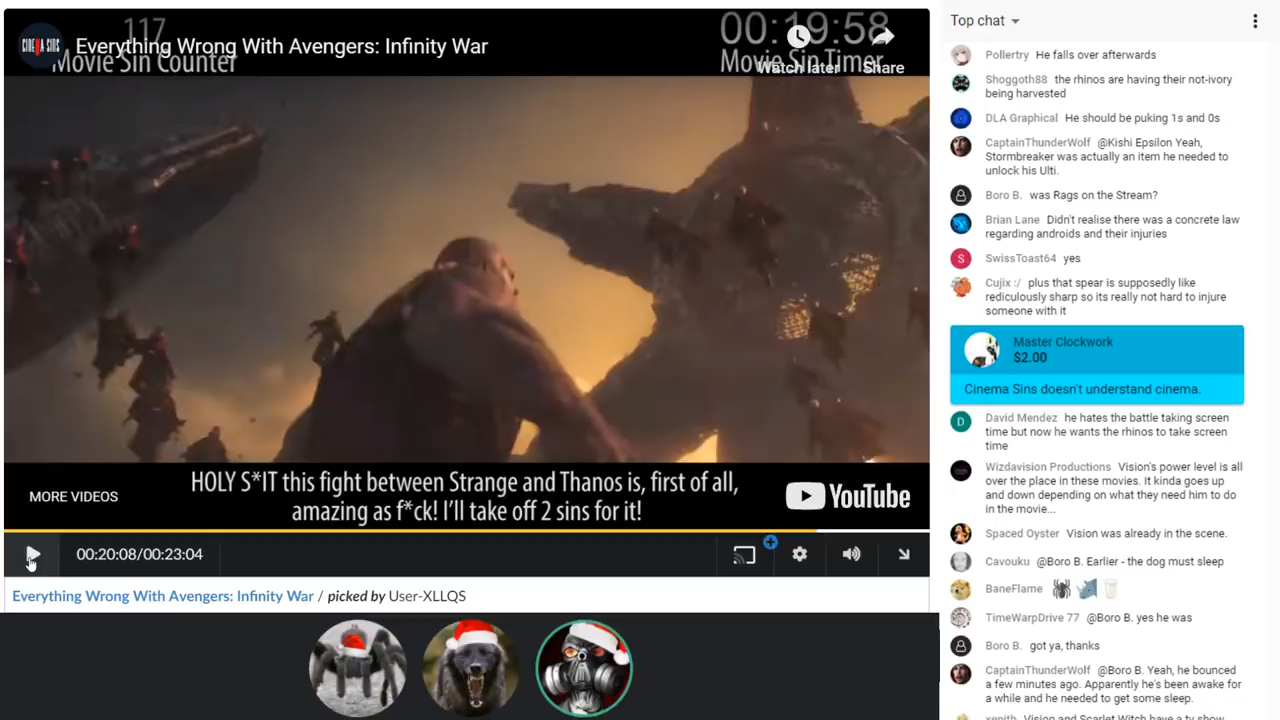 117
Movie Sin Counter
CINEMA SINS
Everything Wrong With Avengers: Infinity War
00:19:58
Movie Sin Timer
Watch later
Share
HOLY S*IT this fight between Strange and Thanos is, first of all,
amazing as f*ck! I'll take off 2 sins for it!
MORE VIDEOS
YouTube
00:20:08/00:23:04
Everything Wrong With Avengers: Infinity War / picked by User-XLLQS
Top chat
Pollertry He falls over afterwards
Shoggoth88 the rhinos are having their not-ivory
being harvested
DLA Graphical He should be puking 1s and 0s
CaptainThunderWolf @Kishi Epsilon Yeah,
Stormbreaker was actually an item he needed to
unlock his Ulti.
Boro B. was Rags on the Stream?
Brian Lane Didn't realise there was a concrete law
regarding androids and their injuries
S
SwissToast64 yes
Cujix :/ plus that spear is supposedly like
rediculously sharp so its really not hard to injure
someone with it
Master Clockwork
$2.00
Cinema Sins doesn't understand cinema.
D
David Mendez he hates the battle taking screen
time but now he wants the rhinos to take screen
time
Wizdavision Productions Vision's power level is all
over the place in these movies. It kinda goes up
and down depending on what they need him to do
in the movie...
Spaced Oyster Vision was already in the scene.
Cavouku @Boro B. Earlier - the dog must sleep
BaneFlame
TimeWarpDrive 77 @Boro B. yes he was
Boro B. got ya, thanks
CaptainThunderWolf @Boro B. Yeah, he bounced
a few minutes ago. Apparently he's been awake for
a while and he needed to get some sleep.
xenith Vision and Scarlet Witch have a tv show